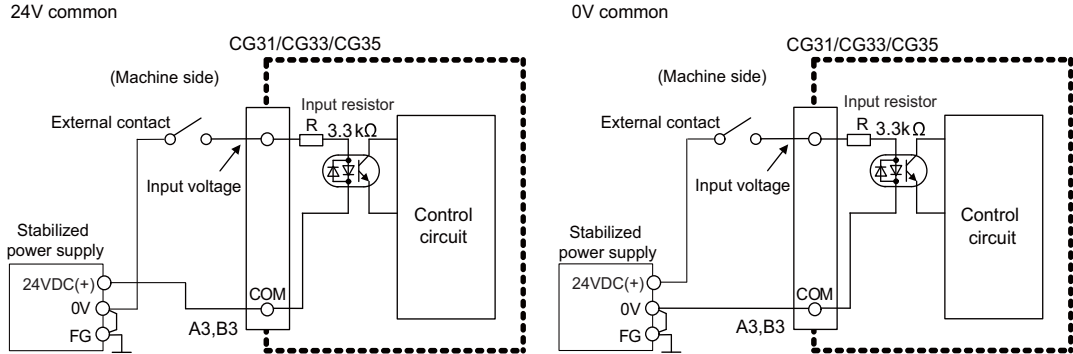 24V common
CG31/CG33/CG35
(Machine side)
Input resistor
R 3.3kΩ
External contact
Input voltage
Control
circuit
Stabilized
power supply
24VDC(+)
0V
FG
COM
A3,B3
0V common
CG31/CG33/CG35
(Machine side)
Input resistor
R 3.3kΩ
External contact
Input voltage
Control
circuit
Stabilized
power supply
24VDC(+)
0V
FG
COM
A3,B3